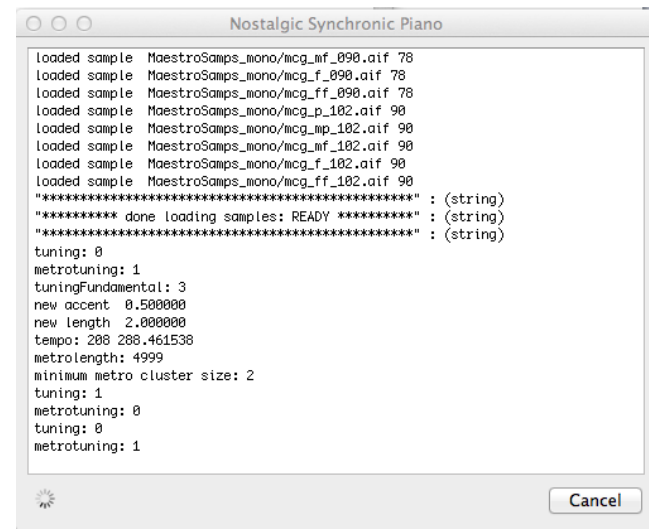 Nostalgic Synchronic Piano
loaded sample  MaestroSamps_mono/mcg_mf_090.aif 78
loaded sample  MaestroSamps_mono/mcg_f_090.aif 78
loaded sample  MaestroSamps_mono/mcg_ff_090.aif 78
loaded sample  MaestroSamps_mono/mcg_p_102.aif 90
loaded sample  MaestroSamps_mono/mcg_mp_102.aif 90
loaded sample  MaestroSamps_mono/mcg_mf_102.aif 90
loaded sample  MaestroSamps_mono/mcg_f_102.aif 90
loaded sample  MaestroSamps_mono/mcg_ff_102.aif 90
"*************************************************" : (string)
"********** done loading samples: READY **********" : (string)
"*************************************************" : (string)
tuning: 0
metrotuning: 1
tuningFundamental: 3
new accent  0.500000
new length  2.000000
tempo: 208 288.461538
metrolength: 4999
minimum metro cluster size: 2
tuning: 1
metrotuning: 0
tuning: 0
metrotuning: 1
Cancel